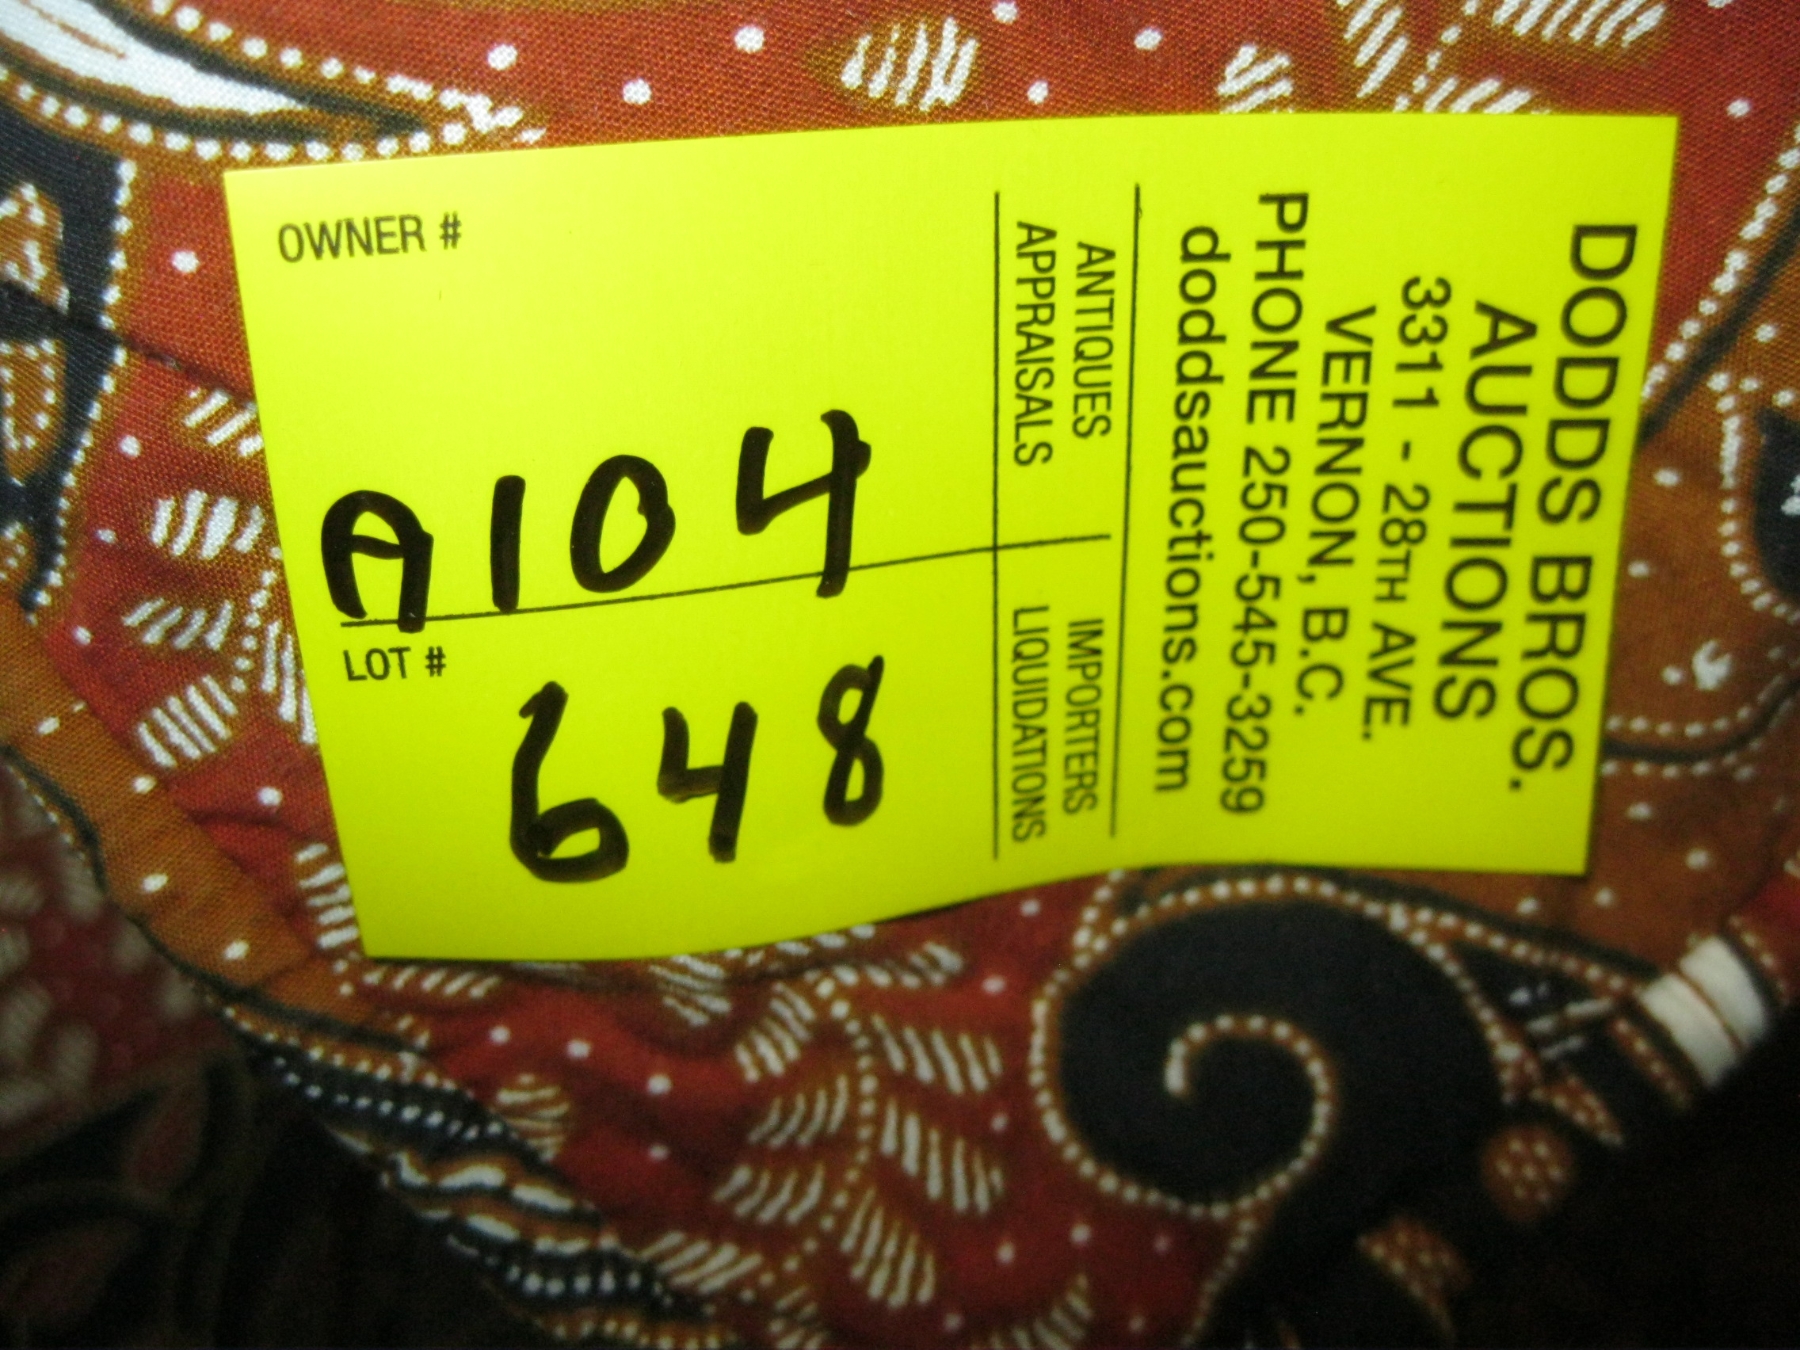 OWNER #
A104
LOT #
648
ANTIQUES
APPRAISALS
IMPORTERS
LIQUIDATIONS
DODDS BROS.
AUCTIONS
3311 - 28TH AVE.
VERNON, B.C.
PHONE 250-545-3259
doddsauctions.com